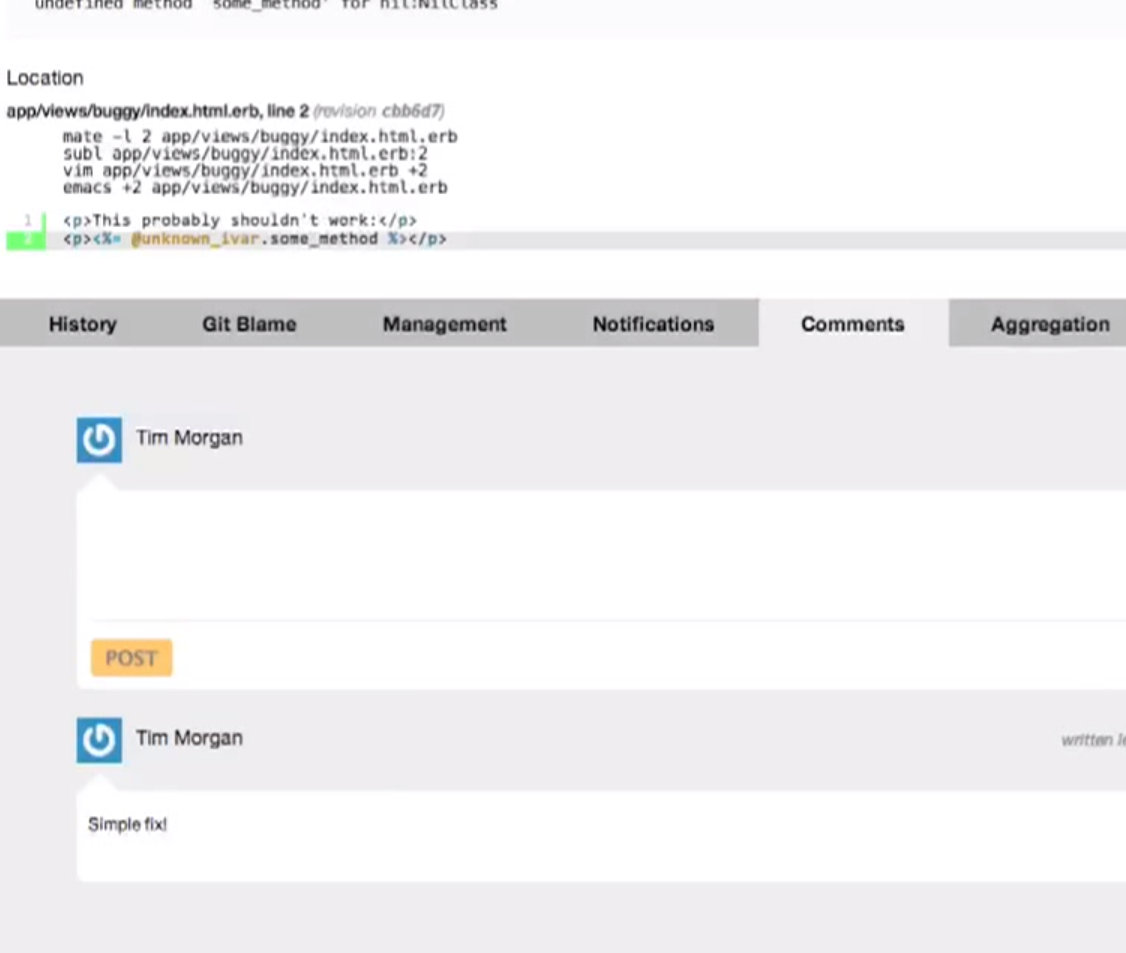 undefined method `some_method' for nil:NilClass
Location
app/views/buggy/index.html.erb, line 2 (revision cbb6d7)
mate -l 2 app/views/buggy/index.html.erb
subl app/views/buggy/index.html.erb:2
vim app/views/buggy/index.html.erb +2
emacs +2 app/views/buggy/index.html.erb
1 <p>This probably shouldn't work:</p>
2 <p><%= @unknown_ivar.some_method %></p>
History Git Blame Management Notifications Comments Aggregation
Tim Morgan
POST
Tim Morgan
written
Simple fix!